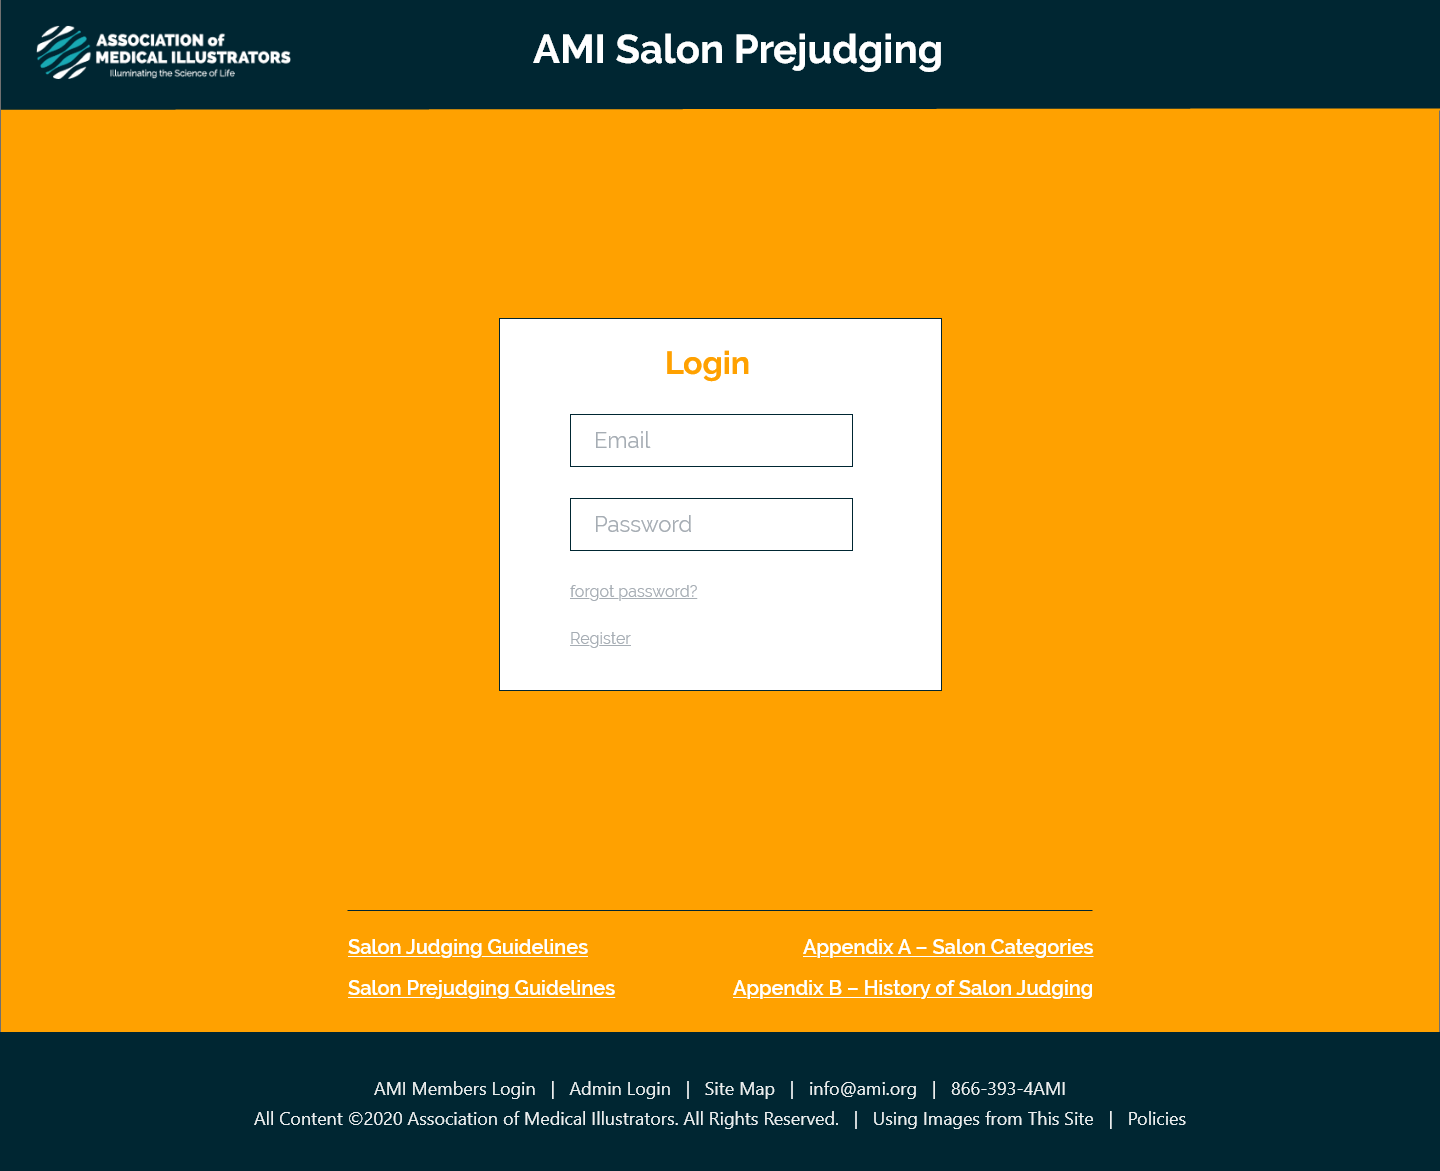 ASSOCIATION of
MEDICAL ILLUSTRATORS
Illuminating the Science of Life
AMI Salon Prejudging
Login
Email
Password
forgot password?
Register
Salon Judging Guidelines
Appendix A – Salon Categories
Salon Prejudging Guidelines
Appendix B – History of Salon Judging
AMI Members Login | Admin Login | Site Map | info@ami.org | 866-393-4AMI
All Content ©2020 Association of Medical Illustrators. All Rights Reserved. | Using Images from This Site | Policies